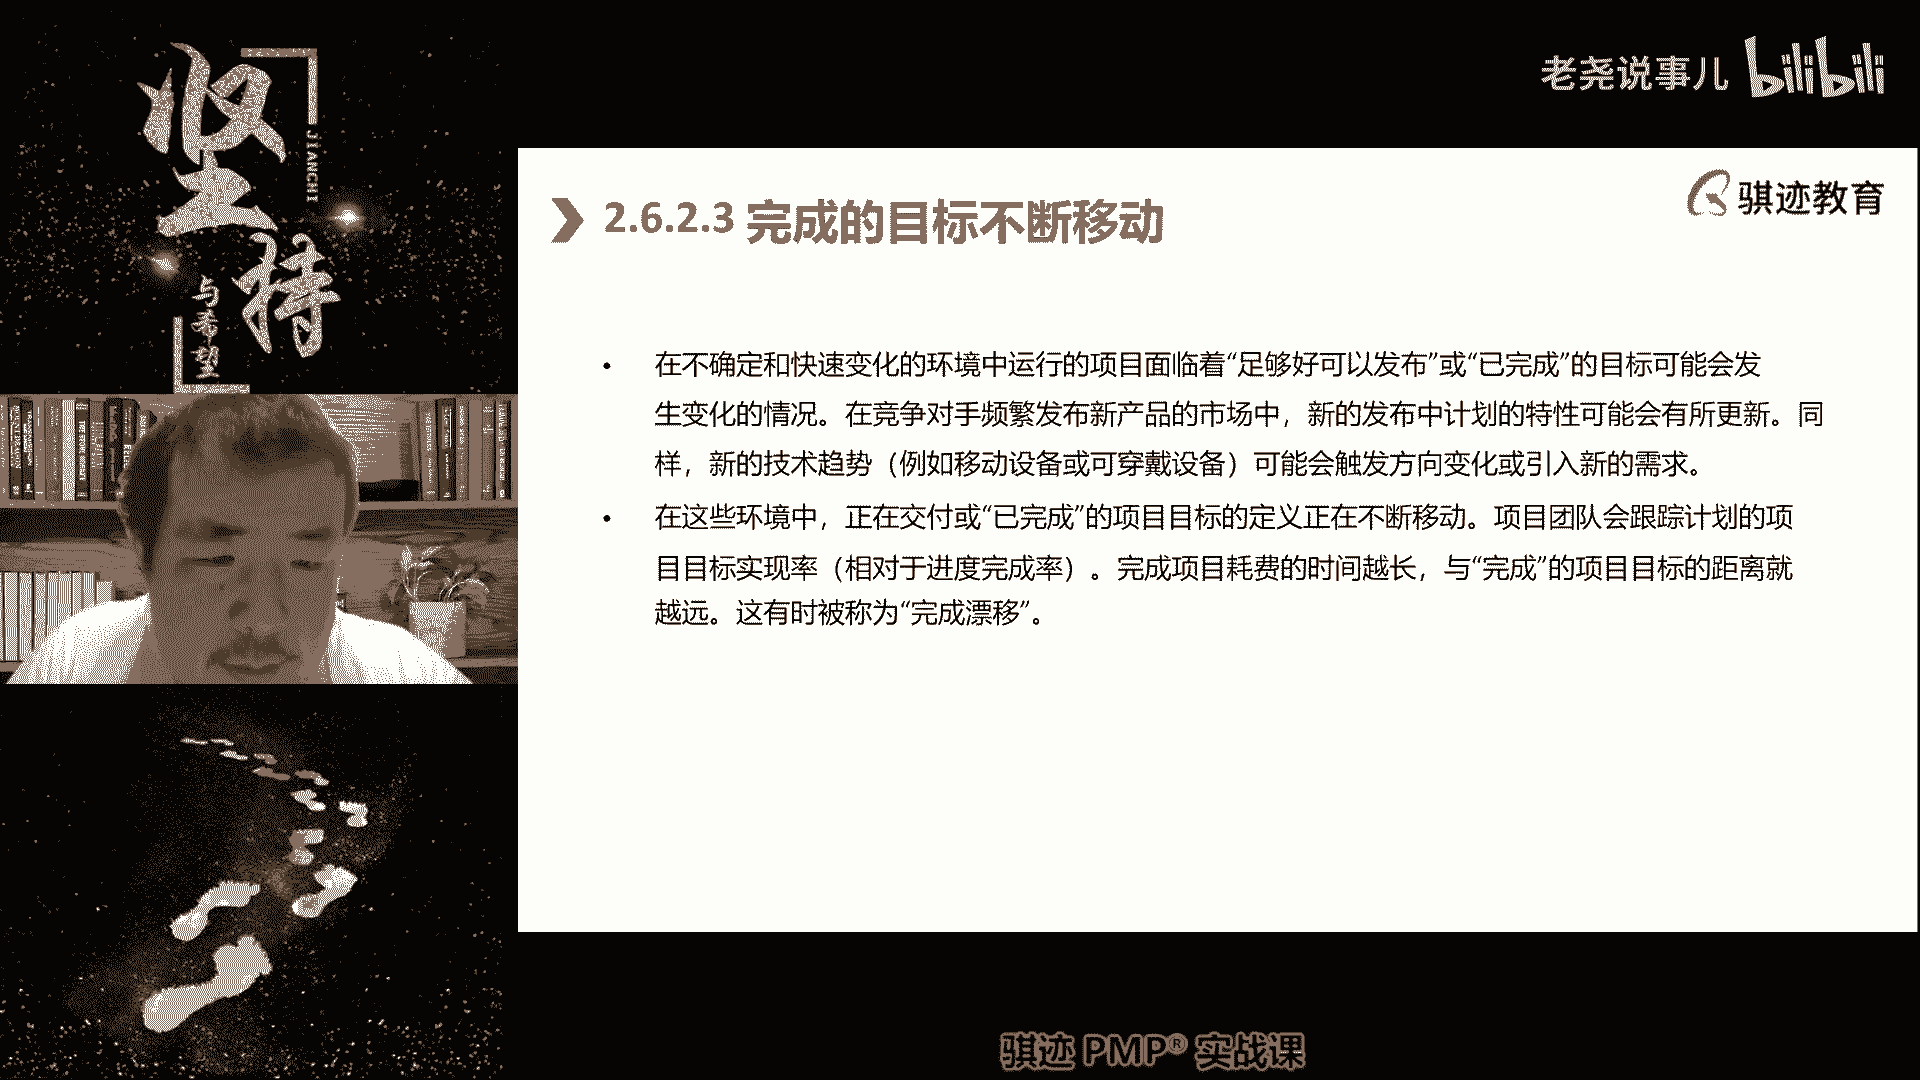 坚持
JIANCHI
与希望
老尧说事儿 bilibili
骐迹教育
2.6.2.3 完成的目标不断移动
• 在不确定和快速变化的环境中运行的项目面临着“足够好可以发布”或“已完成”的目标可能会发
生变化的情况。在竞争对手频繁发布新产品的市场中，新的发布中计划的特性可能会有所更新。同
样，新的技术趋势（例如移动设备或可穿戴设备）可能会触发方向变化或引入新的需求。
• 在这些环境中，正在交付或“已完成”的项目目标的定义正在不断移动。项目团队会跟踪计划的项
目目标实现率（相对于进度完成率）。完成项目耗费的时间越长，与“完成”的项目目标的距离就
越远。这有时被称为“完成漂移”。
骐迹 PMP® 实战课